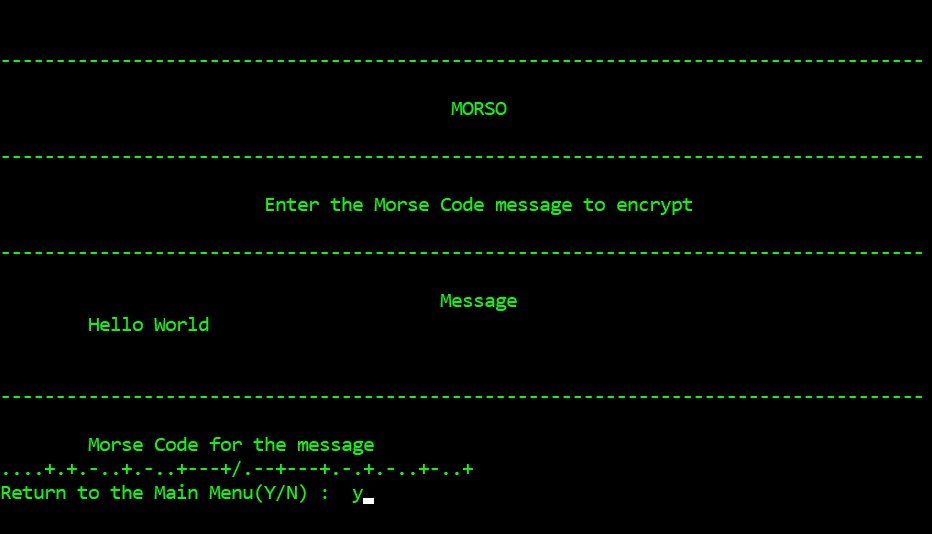 ------------------------------------------------------------------------------------
MORSO
------------------------------------------------------------------------------------
Enter the Morse Code message to encrypt
------------------------------------------------------------------------------------
Message
Hello World
------------------------------------------------------------------------------------
Morse Code for the message
....+.+.-..+.-..+---+/.--+---+.-.+.-..+-..+
Return to the Main Menu(Y/N) :  y